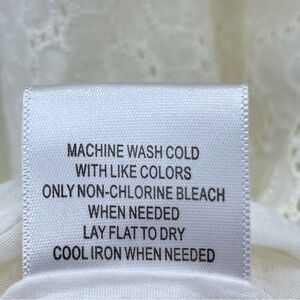 MACHINE WASH COLD
WITH LIKE COLORS
ONLY NON-CHLORINE BLEACH
WHEN NEEDED
LAY FLAT TO DRY
COOL IRON WHEN NEEDED